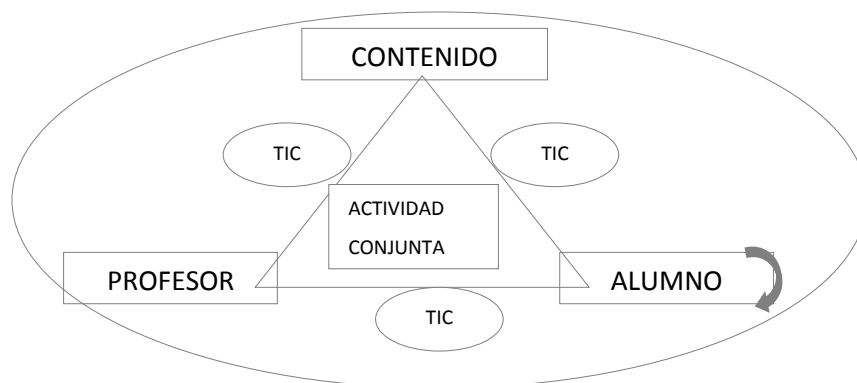 CONTENIDO
TIC
TIC
ACTIVIDAD
CONJUNTA
PROFESOR
ALUMNO
TIC